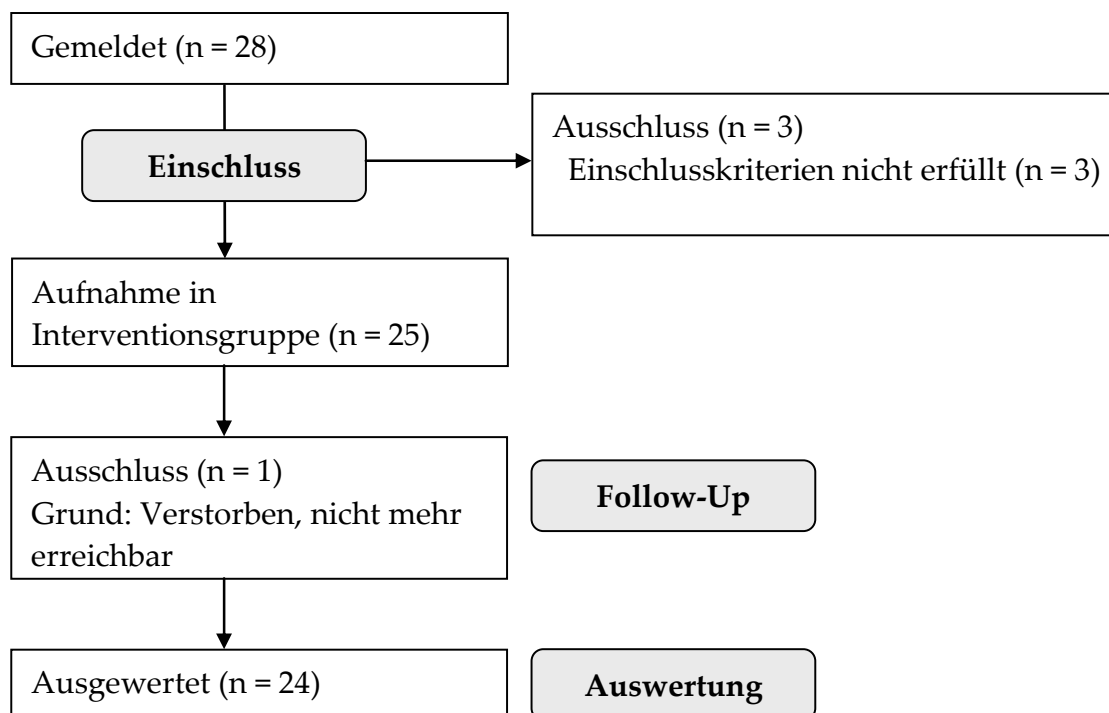 Gemeldet (n = 28)
Einschluss
Ausschluss (n = 3)
Einschlusskriterien nicht erfüllt (n = 3)
Aufnahme in
Interventionsgruppe (n = 25)
Ausschluss (n = 1)
Grund: Verstorben, nicht mehr
erreichbar
Follow-Up
Ausgewertet (n = 24)
Auswertung